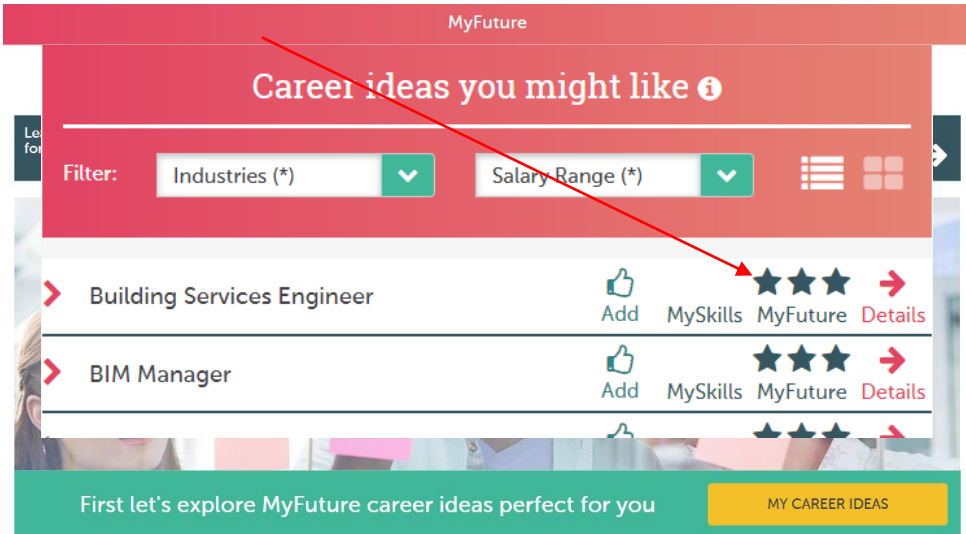 MyFuture
Career ideas you might like
Filter:
Industries (*)
Salary Range (*)
Building Services Engineer
Add
MySkills
MyFuture
Details
BIM Manager
Add
MySkills
MyFuture
Details
First let's explore MyFuture career ideas perfect for you
MY CAREER IDEAS